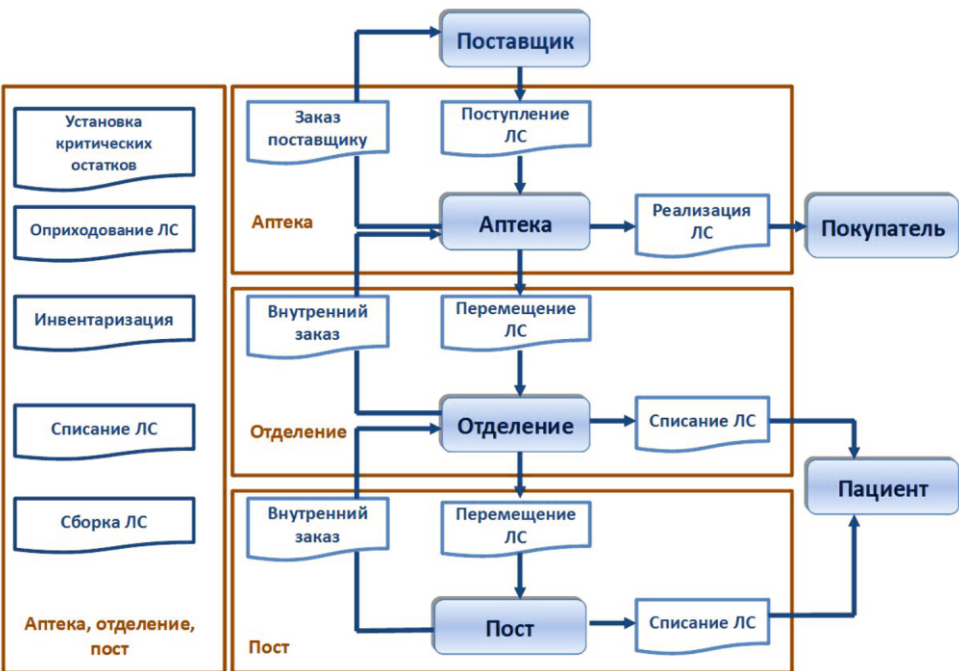 Поставщик
Установка
критических
остатков
Оприходование ЛС
Инвентаризация
Списание ЛС
Сборка ЛС
Аптека, отделение,
пост
Заказ
поставщику
Поступление
ЛС
Аптека
Аптека
Реализация
ЛС
Покупатель
Внутренний
заказ
Перемещение
ЛС
Отделение
Отделение
Списание ЛС
Пациент
Внутренний
заказ
Перемещение
ЛС
Пост
Пост
Списание ЛС